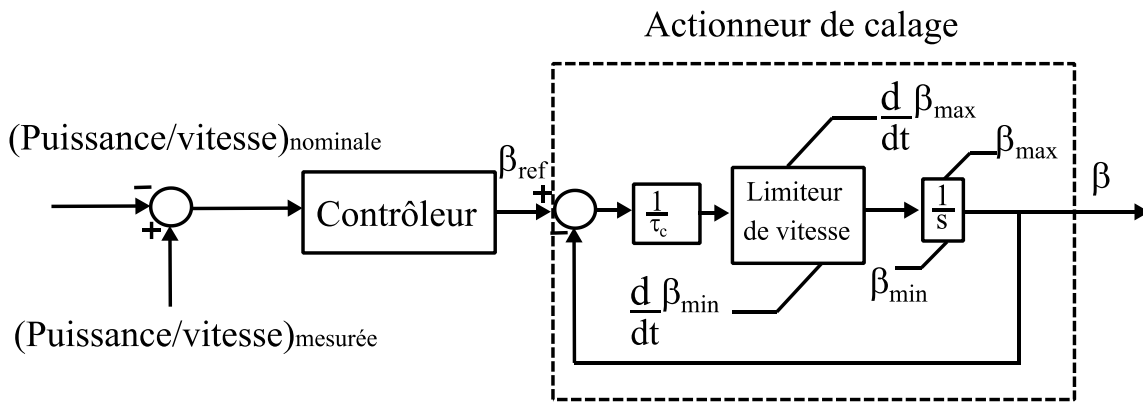 Actionneur de calage
(Puissance/vitesse)nominale
-
+
(Puissance/vitesse)mesurée
Contrôleur
βref
+
-
1
τc
d
dt
βmax
Limiteur
de vitesse
d
dt
βmin
βmax
1
s
βmin
β